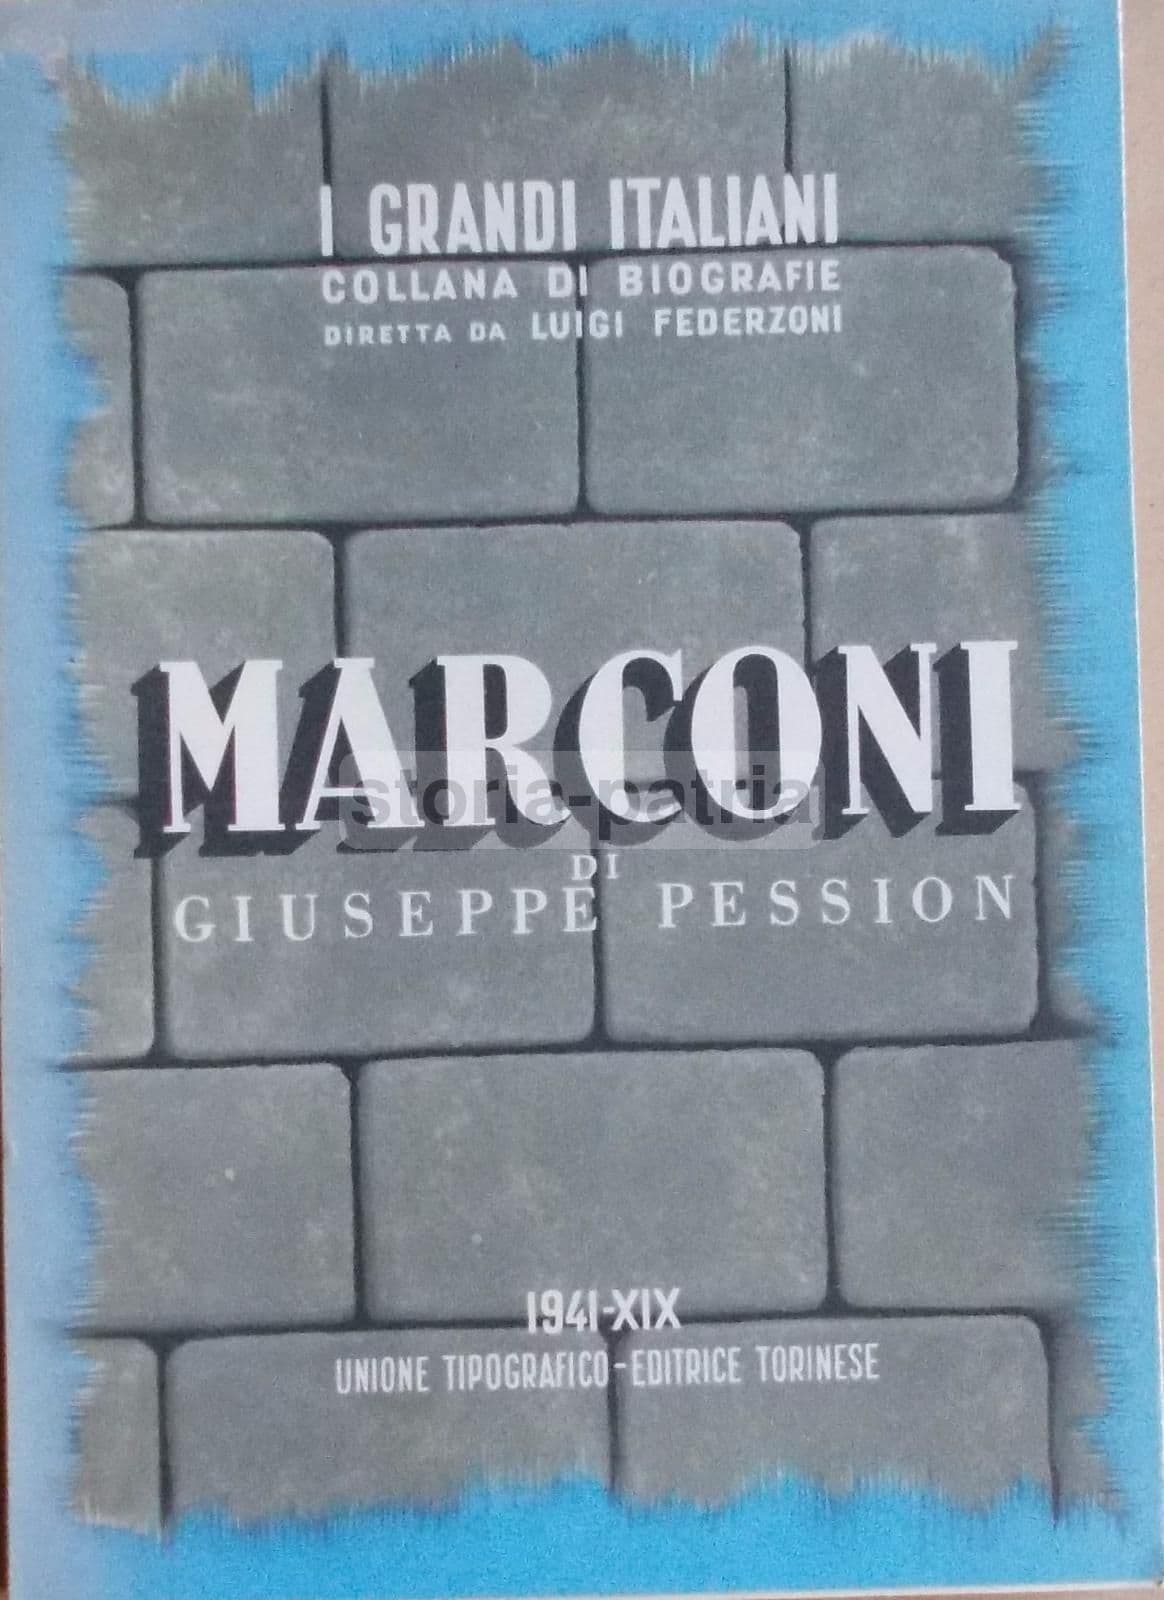 I GRANDI ITALIANI
COLLANA DI BIOGRAFIE
DIRETTA DA LUIGI FEDERZONI
MARCONI
storia-patria
DI
GIUSEPPE PESSION
1941-XIX
UNIONE TIPOGRAFICO-EDITRICE TORINESE